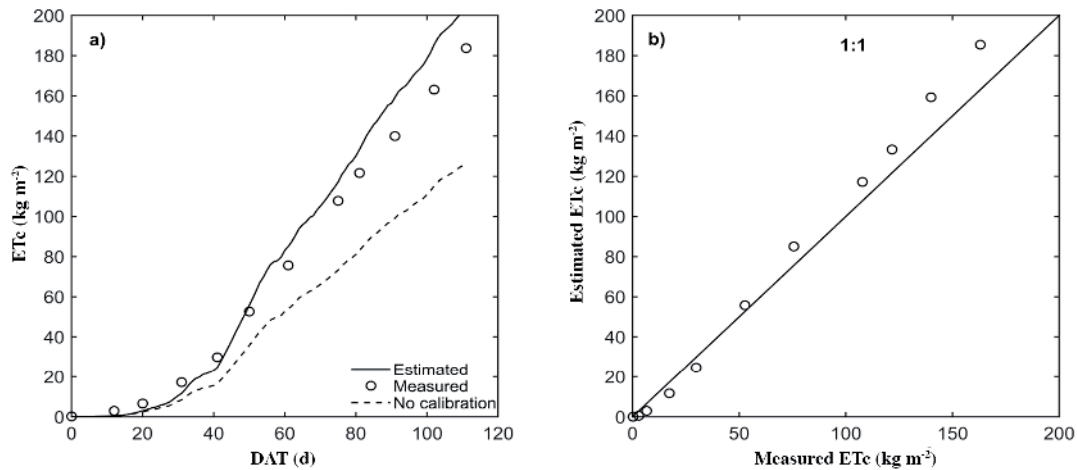 a)
200
180
160
140
120
100
80
60
40
20
0
ETc (kg m-2)
0 20 40 60 80 100 120
DAT (d)
Estimated
Measured
No calibration
b)
1:1
200
180
160
140
120
100
80
60
40
20
0
Estimated ETc (kg m-2)
0 50 100 150 200
Measured ETc (kg m-2)